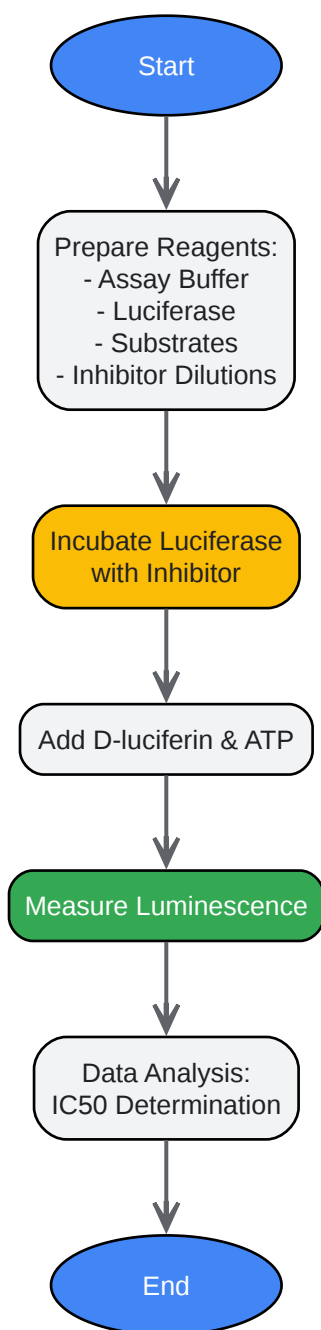 Start
Prepare Reagents:
- Assay Buffer
- Luciferase
- Substrates
- Inhibitor Dilutions
Incubate Luciferase
with Inhibitor
Add D-luciferin & ATP
Measure Luminescence
Data Analysis:
IC50 Determination
End